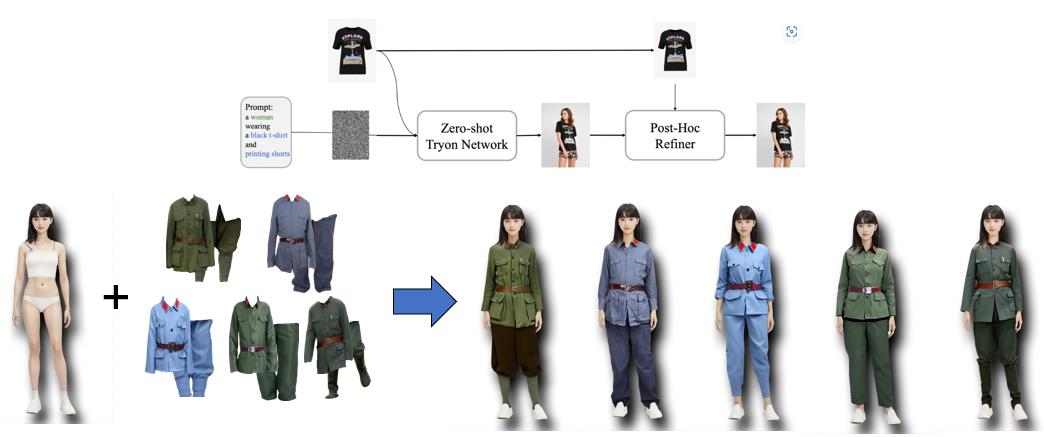 EXPLORE
EXPLORE
Prompt:
a woman
wearing
a black t-shirt
and
printing shorts
Zero-shot
Tryon Network
Post-Hoc
Refiner